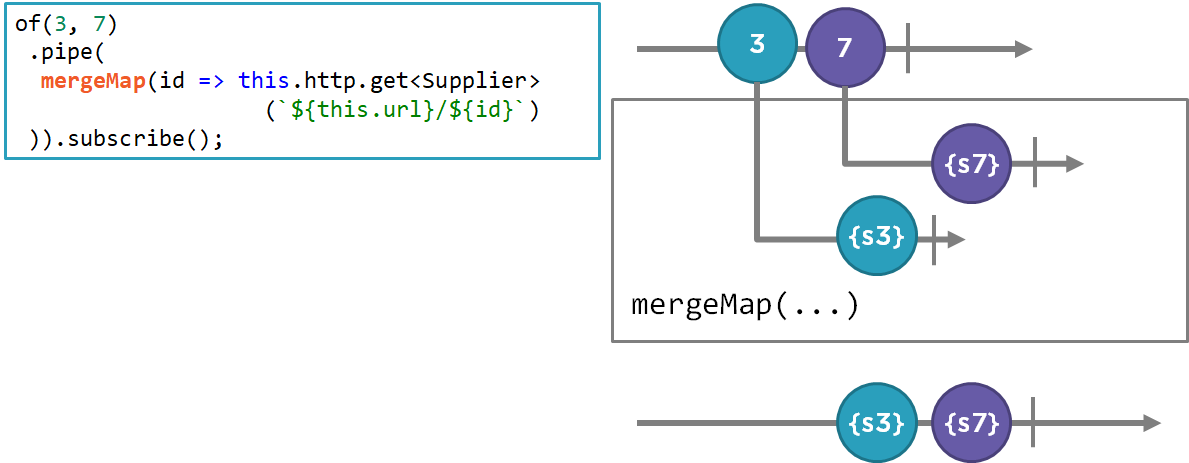 of(3, 7)
.pipe(
mergeMap(id => this.http.get<Supplier>
(`${this.url}/${id}`)
)).subscribe();
3 7
{s7}
{s3}
mergeMap(...)
{s3} {s7}